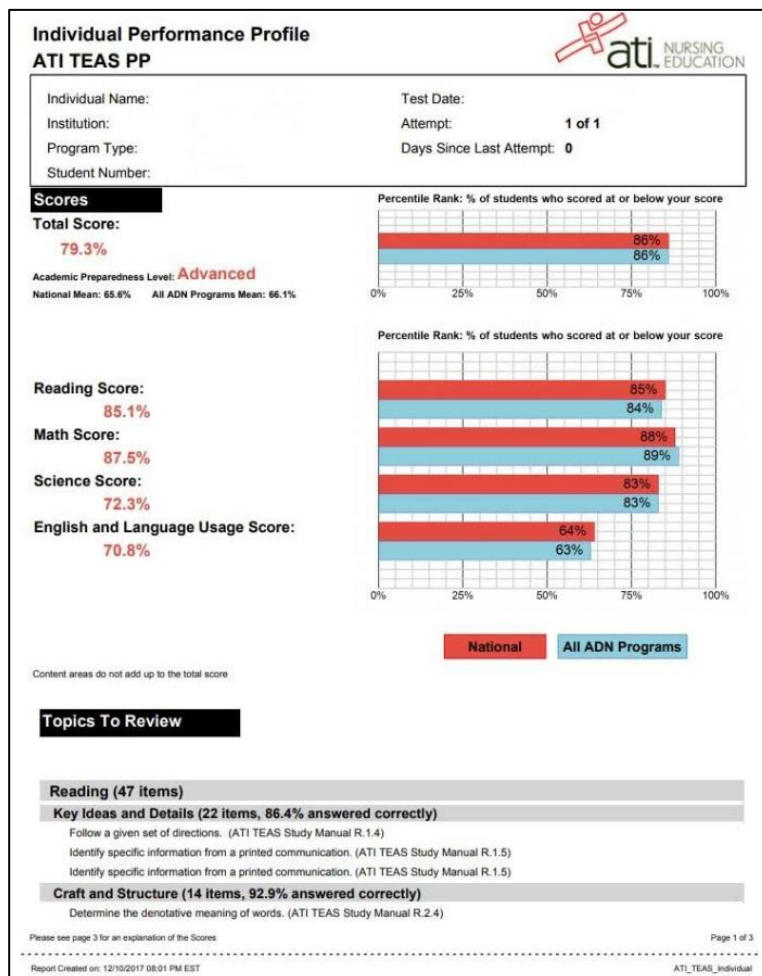 Individual Performance Profile
ATI TEAS PP
ati NURSING
EDUCATION
Individual Name:
Institution:
Program Type:
Student Number:
Test Date:
Attempt: 1 of 1
Days Since Last Attempt: 0
Scores
Total Score:
79.3%
Academic Preparedness Level: Advanced
National Mean: 65.6% All ADN Programs Mean: 66.1%
Percentile Rank: % of students who scored at or below your score
86%
86%
0% 25% 50% 75% 100%
Percentile Rank: % of students who scored at or below your score
Reading Score:
85.1%
85%
84%
Math Score:
87.5%
88%
89%
Science Score:
72.3%
83%
83%
English and Language Usage Score:
70.8%
64%
63%
0% 25% 50% 75% 100%
National All ADN Programs
Content areas do not add up to the total score
Topics To Review
Reading (47 items)
Key Ideas and Details (22 items, 86.4% answered correctly)
Follow a given set of directions. (ATI TEAS Study Manual R.1.4)
Identify specific information from a printed communication. (ATI TEAS Study Manual R.1.5)
Identify specific information from a printed communication. (ATI TEAS Study Manual R.1.5)
Craft and Structure (14 items, 92.9% answered correctly)
Determine the denotative meaning of words. (ATI TEAS Study Manual R.2.4)
Please see page 3 for an explanation of the Scores Page 1 of 3
Report Created on: 12/10/2017 08:01 PM EST ATI_TEAS_Individual